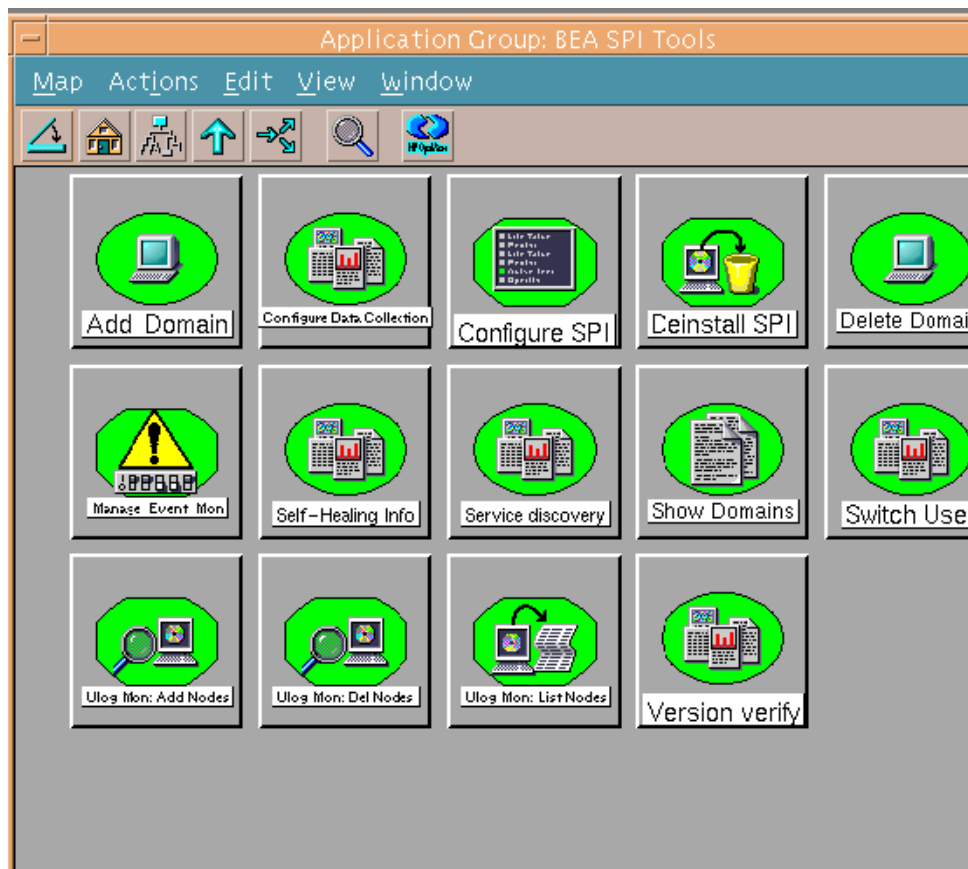 Application Group: BEA SPI Tools
Map Actions Edit View Window
HP OpenView
Add Domain
Configure Data Collection
Configure SPI
Deinstall SPI
Delete Domai
Manage Event Mon
Self-Healing Info
Service discovery
Show Domains
Switch Use
Ulog Mon: Add Nodes
Ulog Mon: Del Nodes
Ulog Mon: List Nodes
Version verify